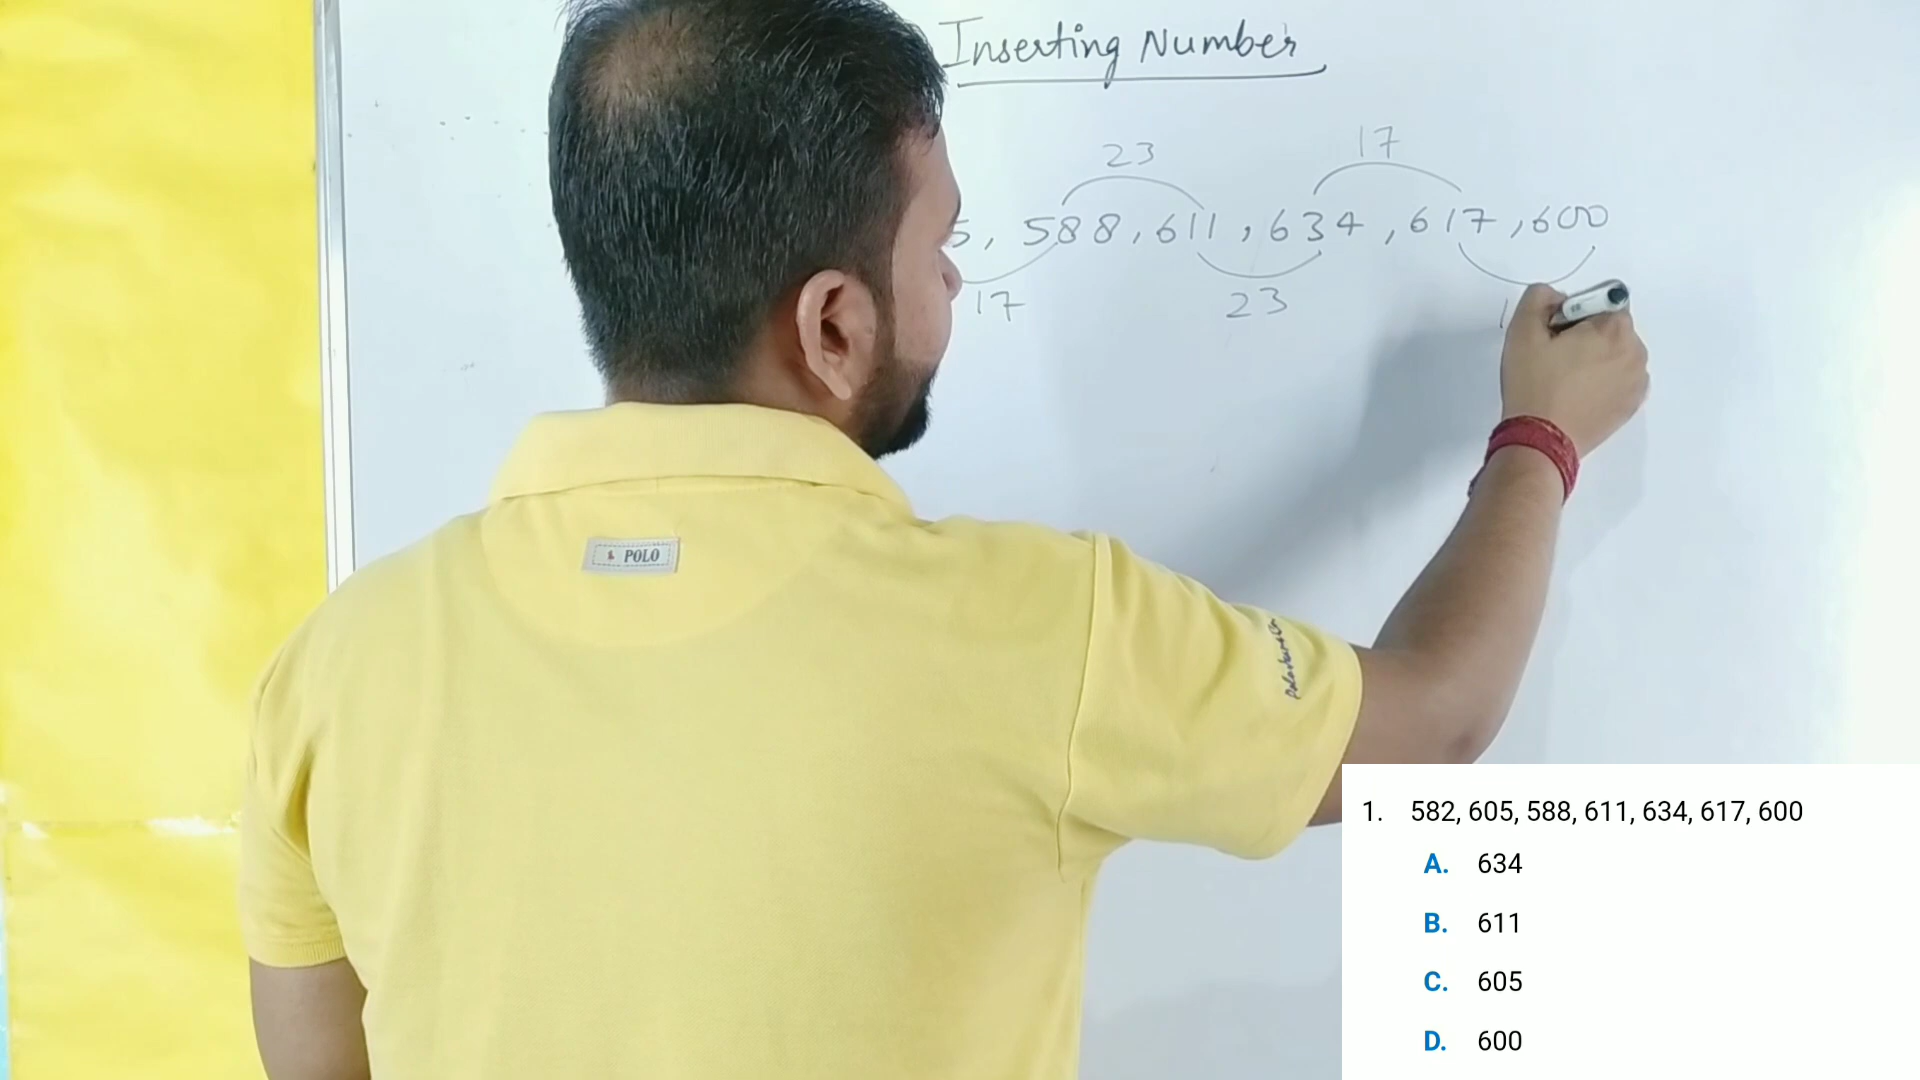 Inserting Number
23 17
5, 588, 611, 634, 617, 600
17 23 1
POLO
1. 582, 605, 588, 611, 634, 617, 600
A. 634
B. 611
C. 605
D. 600